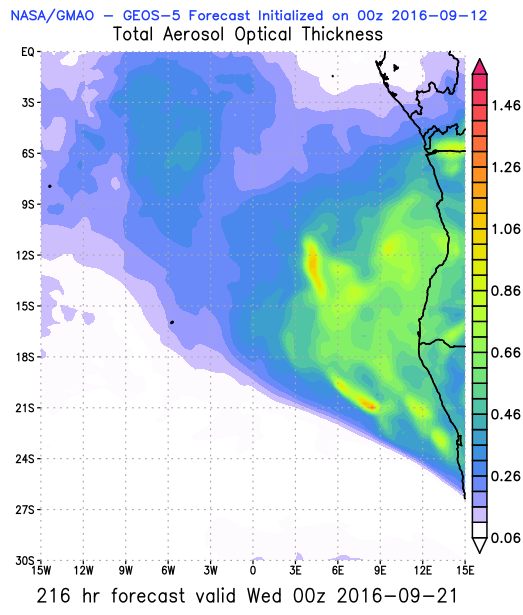 NASA/GMAO - GEOS-5 Forecast Initialized on 00z 2016-09-12
Total Aerosol Optical Thickness
EQ
3S
6S
9S
12S
15S
18S
21S
24S
27S
30S
15W 12W 9W 6W 3W 0 3E 6E 9E 12E 15E
1.46
1.26
1.06
0.86
0.66
0.46
0.26
0.06
216 hr forecast valid Wed 00z 2016-09-21